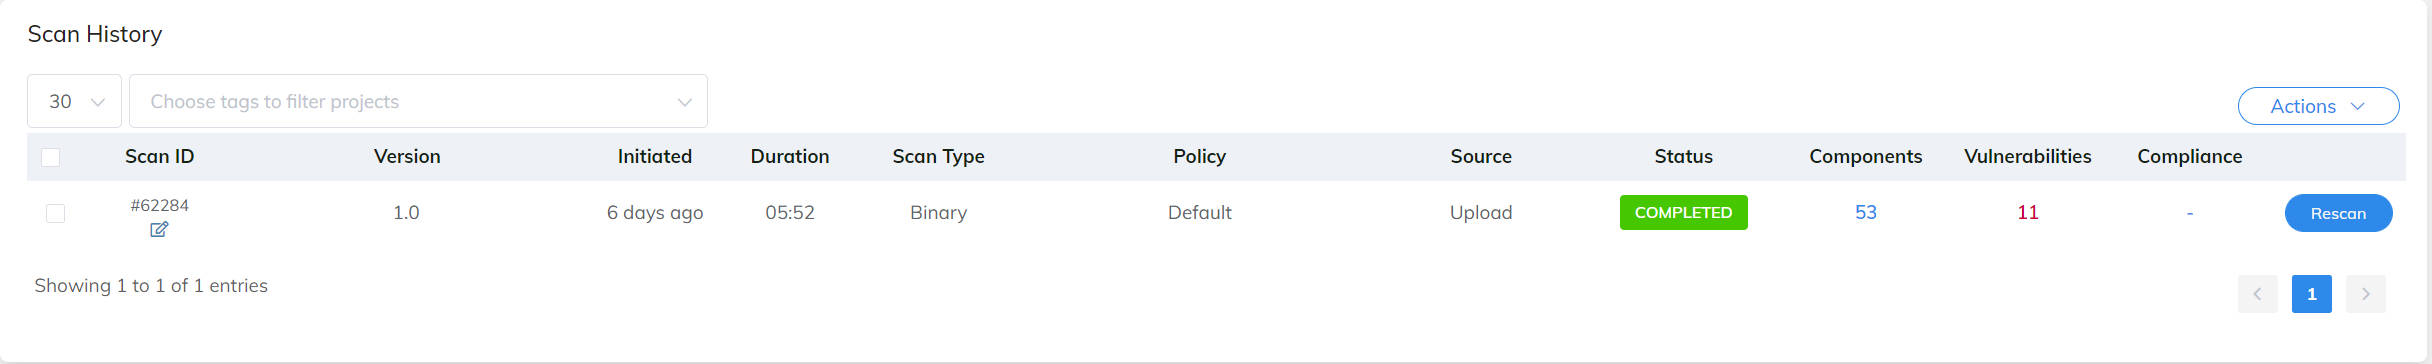 Scan History
30 Choose tags to filter projects
Actions
Scan ID Version Initiated Duration Scan Type Policy Source Status Components Vulnerabilities Compliance
#62284 1.0 6 days ago 05:52 Binary Default Upload COMPLETED 53 11 - Rescan
Showing 1 to 1 of 1 entries
1